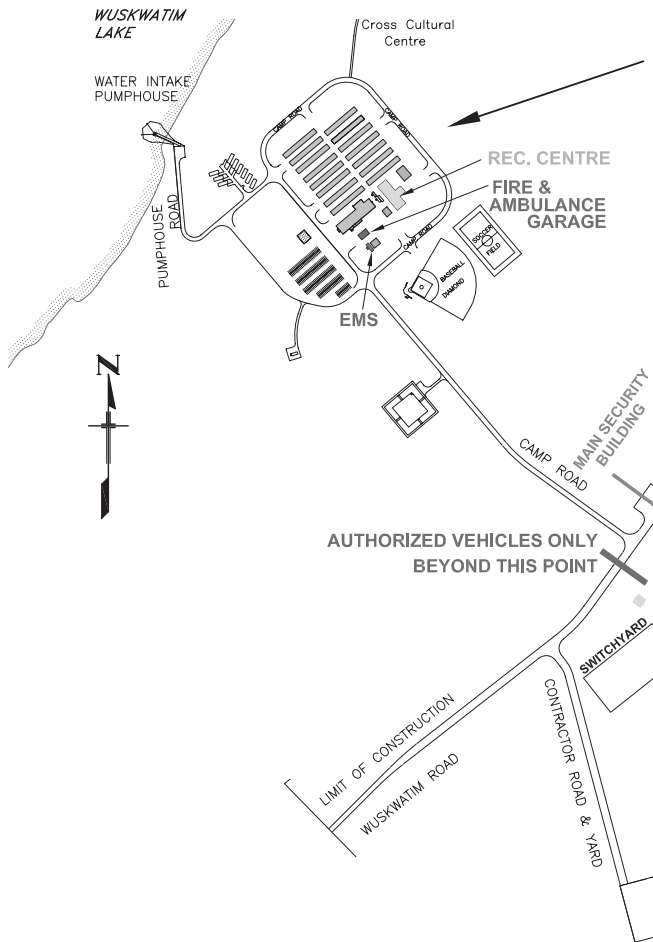 WUSKWATIM
LAKE
Cross Cultural
Centre
WATER INTAKE
PUMPHOUSE
CAMP ROAD
CAMP ROAD
REC. CENTRE
FIRE &
AMBULANCE
GARAGE
PUMPHOUSE
ROAD
CAMP ROAD
SOCCER
FIELD
BASEBALL
DIAMOND
EMS
N
CAMP ROAD
MAIN SECURITY
BUILDING
AUTHORIZED VEHICLES ONLY
BEYOND THIS POINT
SWITCHYARD
LIMIT OF CONSTRUCTION
WUSKWATIM ROAD
CONTRACTOR ROAD & YARD